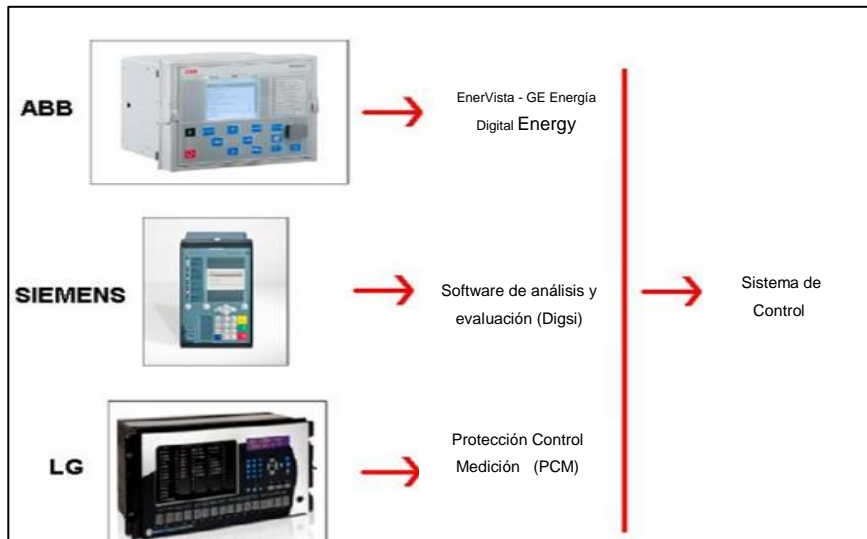 ABB
EnerVista - GE Energía
Digital Energy
SIEMENS
Software de análisis y
evaluación (Digsi)
Sistema de
Control
LG
Protección Control
Medición (PCM)